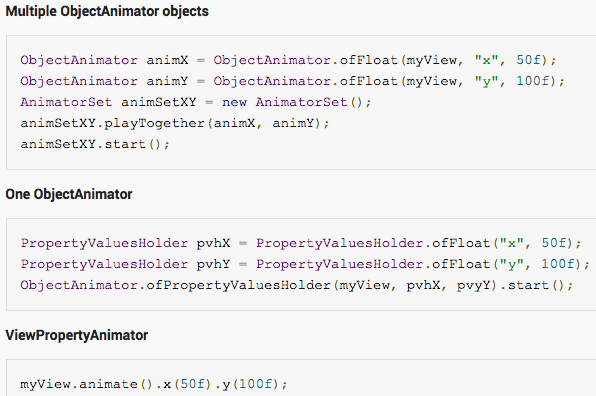 Multiple ObjectAnimator objects
ObjectAnimator animX = ObjectAnimator.ofFloat(myView, "x", 50f);
ObjectAnimator animY = ObjectAnimator.ofFloat(myView, "y", 100f);
AnimatorSet animSetXY = new AnimatorSet();
animSetXY.playTogether(animX, animY);
animSetXY.start();
One ObjectAnimator
PropertyValuesHolder pvhX = PropertyValuesHolder.ofFloat("x", 50f);
PropertyValuesHolder pvhY = PropertyValuesHolder.ofFloat("y", 100f);
ObjectAnimator.ofPropertyValuesHolder(myView, pvhX, pvyY).start();
ViewPropertyAnimator
myView.animate().x(50f).y(100f);